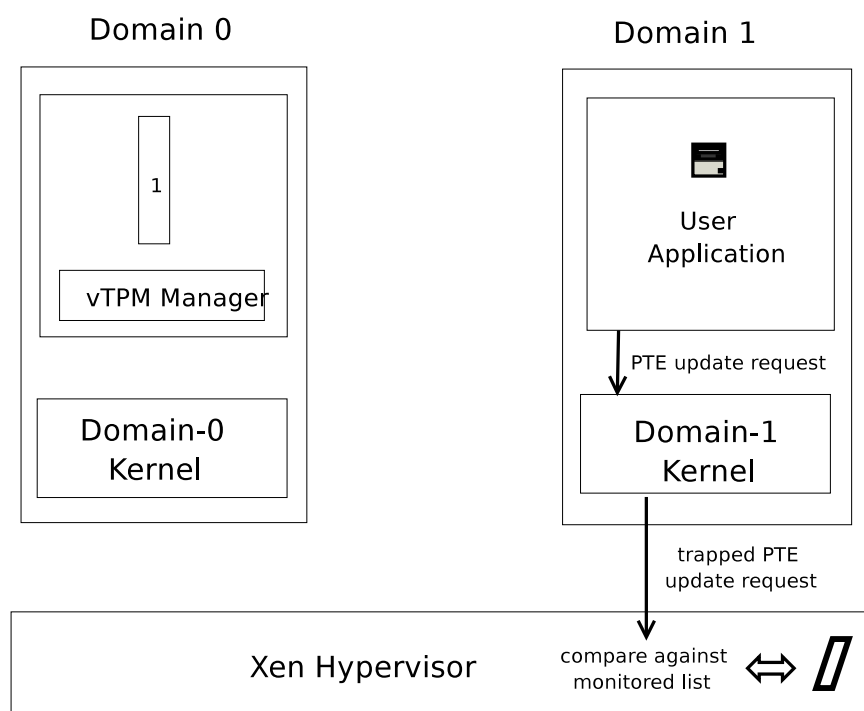 Domain 0
Domain 1
1
vTPM Manager
Domain-0
Kernel
User
Application
PTE update request
Domain-1
Kernel
trapped PTE
update request
Xen Hypervisor
compare against
monitored list